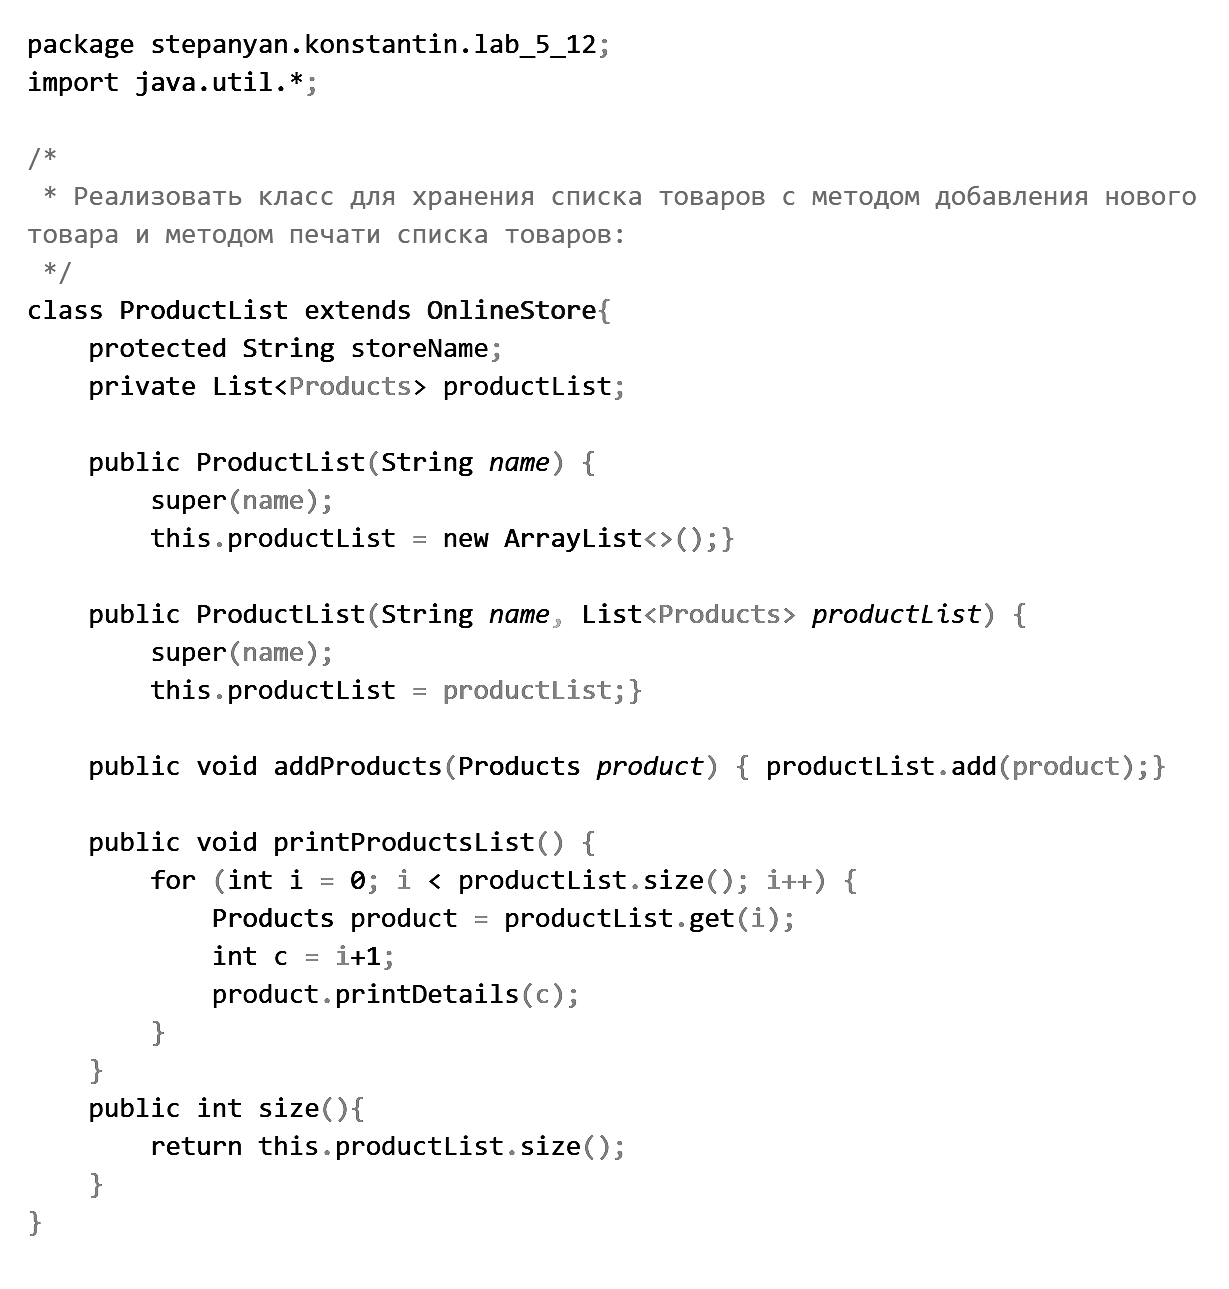 package stepanyan.konstantin.lab_5_12;
import java.util.*;
/*
 * Реализовать класс для хранения списка товаров с методом добавления нового
товара и методом печати списка товаров:
 */
class ProductList extends OnlineStore{
    protected String storeName;
    private List<Products> productList;
    public ProductList(String name) {
        super(name);
        this.productList = new ArrayList<>();}
    public ProductList(String name, List<Products> productList) {
        super(name);
        this.productList = productList;}
    public void addProducts(Products product) { productList.add(product);}
    public void printProductsList() {
        for (int i = 0; i < productList.size(); i++) {
            Products product = productList.get(i);
            int c = i+1;
            product.printDetails(c);
        }
    }
    public int size(){
        return this.productList.size();
    }
}